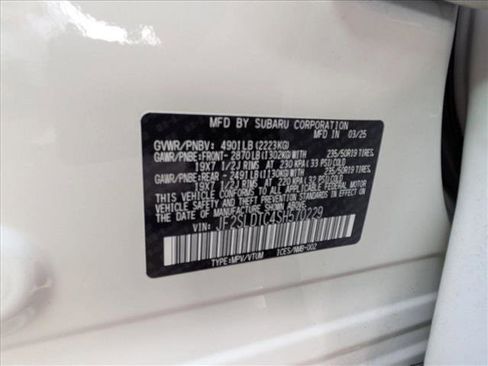 MFD BY SUBARU CORPORATION
MFD IN 03/25
GVWR/PNBV: 4901LB(2223KG)
GAWR/PNBE:FRONT- 2870LB(1302KG)WITH 235/50R19 TIRES,
19X7 1/2J RIMS AT 230 KPA(33 PSI)COLD
GAWR/PNBE:REAR - 2491LB(1130KG)WITH 235/50R19 TIRES,
19X7 1/2J RIMS AT 220 KPA(32 PSI)COLD
THIS VEHICLE CONFORMS TO ALL APPLICABLE FEDERAL MOTOR
VEHICLE SAFETY AND THEFT PREVENTION STANDARDS IN EFFECT
ON THE DATE OF MANUFACTURE SHOWN ABOVE.
VIN: JF2SLDTC4SH570229
TYPE:MPV/VTUM ICES/NMB-002